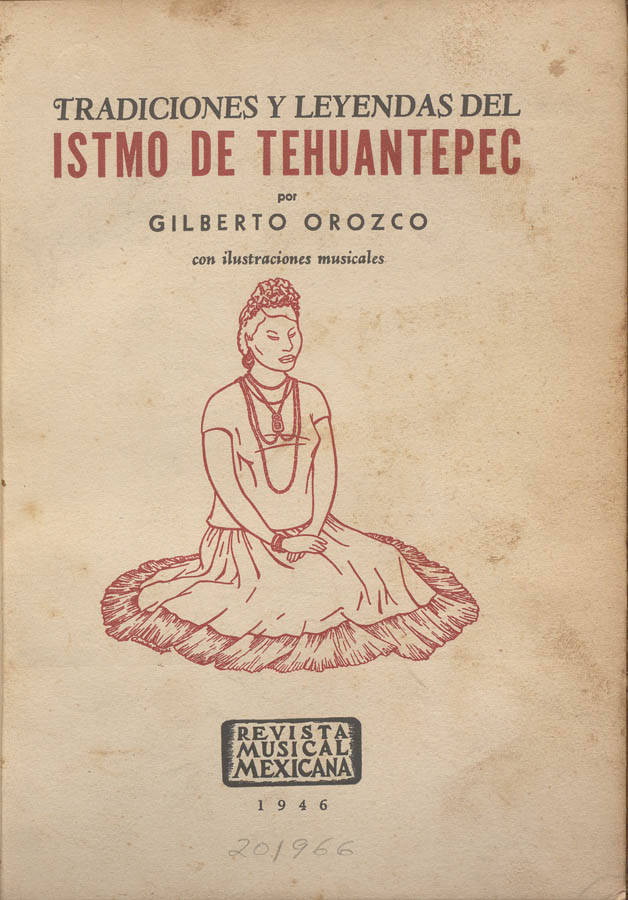 TRADICIONES Y LEYENDAS DEL
ISTMO DE TEHUANTEPEC
por
GILBERTO OROZCO
con ilustraciones musicales
REVISTA
MUSICAL
MEXICANA
1946
201966